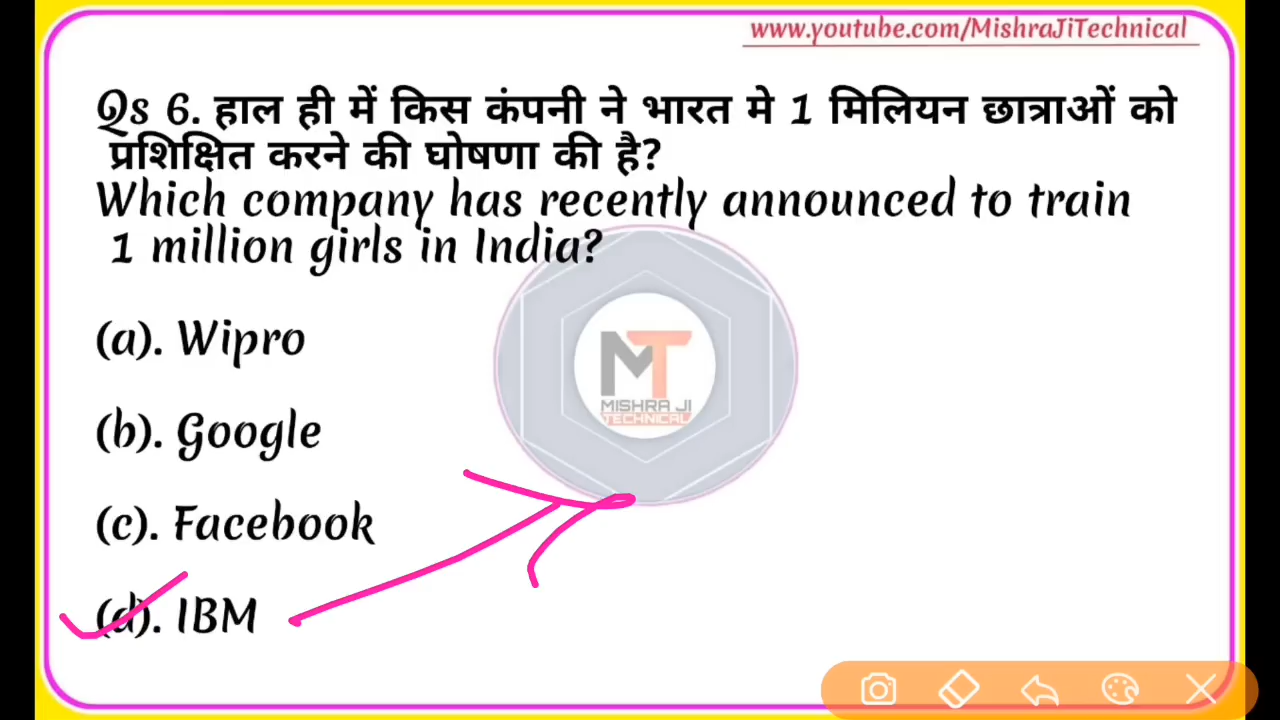 www.youtube.com/MishraJiTechnical
Qs 6. हाल ही में किस कंपनी ने भारत मे 1 मिलियन छात्राओं को
प्रशिक्षित करने की घोषणा की है?
Which company has recently announced to train
1 million girls in India?
(a). Wipro
MT
MISHRA JI
TECHNICAL
(b). Google
(c). Facebook
(d). IBM